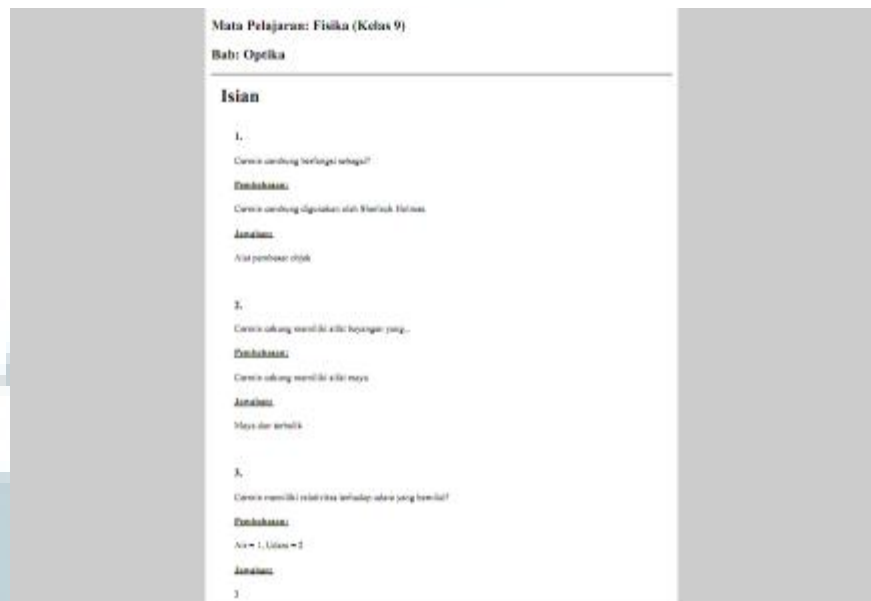 Mata Pelajaran: Fisika (Kelas 9)
Bab: Optika
Isian
1.
Cermin cembung berfungsi sebagai?
Pembahasan:
Cermin cembung digunakan oleh Sherlock Holmes
Jawaban:
Alat pembesar objek
2.
Cermin cekung memiliki sifat bayangan yang...
Pembahasan:
Cermin cekung memiliki sifat maya
Jawaban:
Maya dan terbalik
3.
Cermin memiliki relativitas terhadap udara yang bernilai?
Pembahasan:
Air = 1, Udara = 2
Jawaban: